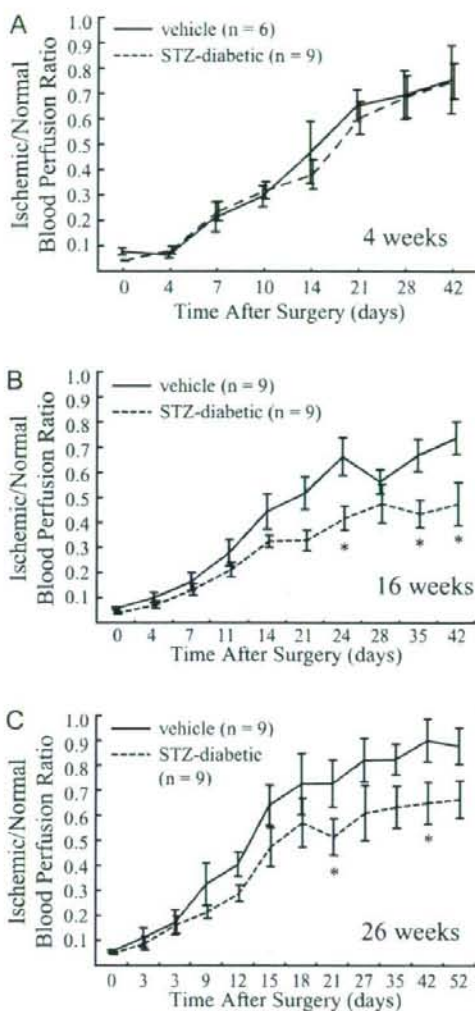 A
vehicle (n = 6)
STZ-diabetic (n = 9)
Ischemic/Normal
Blood Perfusion Ratio
1.0
0.9
0.8
0.7
0.6
0.5
0.4
0.3
0.2
0.1
4 weeks
0 4 7 10 14 21 28 42
Time After Surgery (days)
B
vehicle (n = 9)
STZ-diabetic (n = 9)
Ischemic/Normal
Blood Perfusion Ratio
1.0
0.9
0.8
0.7
0.6
0.5
0.4
0.3
0.2
0.1
* * *
16 weeks
0 4 7 11 14 21 24 28 35 42
Time After Surgery (days)
C
vehicle (n = 9)
STZ-diabetic
(n = 9)
Ischemic/Normal
Blood Perfusion Ratio
1.0
0.9
0.8
0.7
0.6
0.5
0.4
0.3
0.2
0.1
* *
26 weeks
0 3 3 9 12 15 18 21 27 35 42 52
Time After Surgery (days)